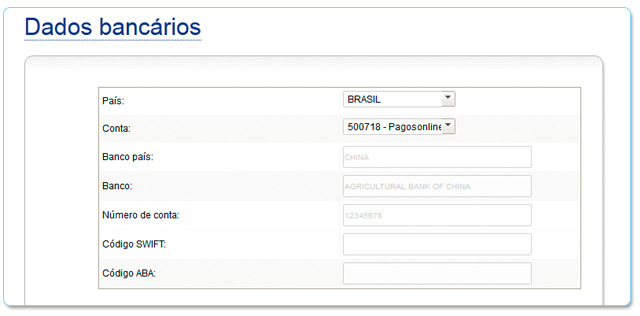 Dados bancários
País: BRASIL
Conta: 500718 - Pagosonline
Banco país: CHINA
Banco: AGRICULTURAL BANK OF CHINA
Número de conta: 12345678
Código SWIFT:
Código ABA: